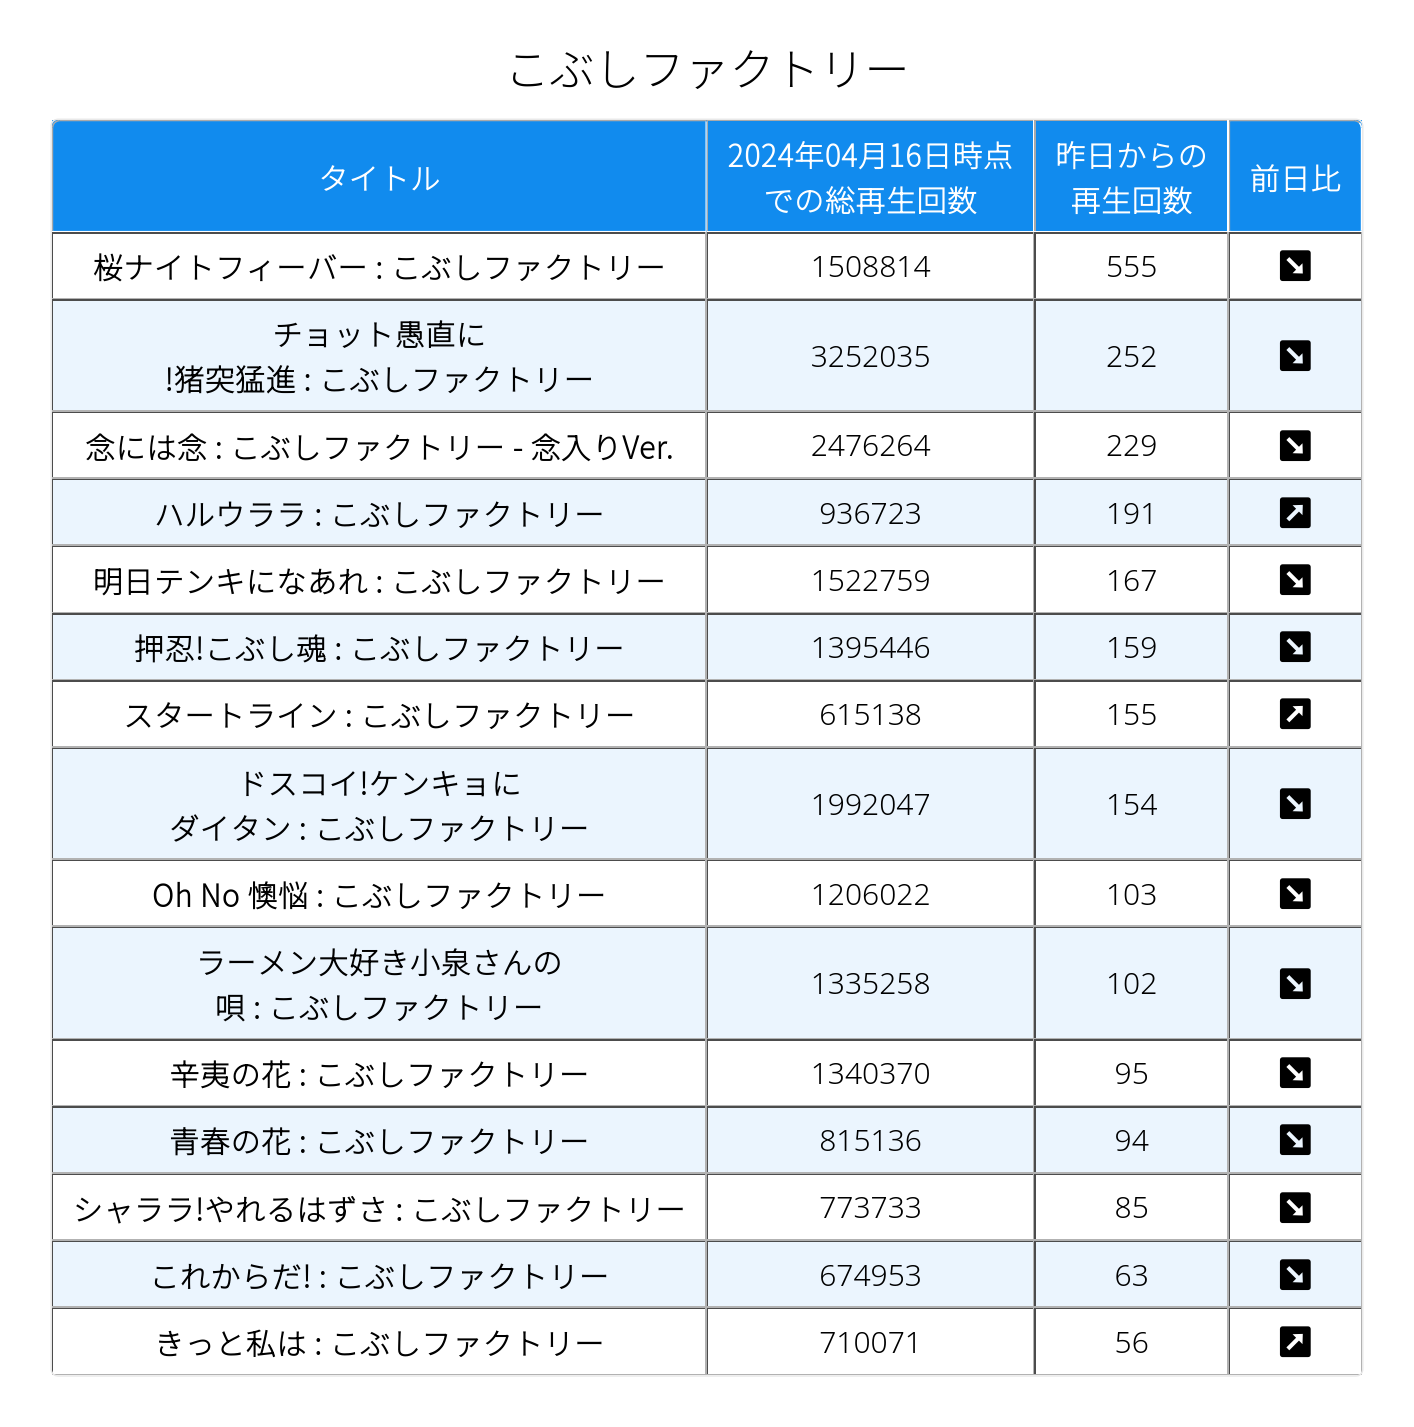 こぶしファクトリー
タイトル
2024年04月16日時点
での総再生回数
昨日からの
再生回数
前日比
桜ナイトフィーバー : こぶしファクトリー 1508814 555
チョット愚直に
!猪突猛進 : こぶしファクトリー 3252035 252
念には念 : こぶしファクトリー - 念入りVer. 2476264 229
ハルウララ : こぶしファクトリー 936723 191
明日テンキになあれ : こぶしファクトリー 1522759 167
押忍!こぶし魂 : こぶしファクトリー 1395446 159
スタートライン : こぶしファクトリー 615138 155
ドスコイ!ケンキョに
ダイタン : こぶしファクトリー 1992047 154
Oh No 懊悩 : こぶしファクトリー 1206022 103
ラーメン大好き小泉さんの
唄 : こぶしファクトリー 1335258 102
辛夷の花 : こぶしファクトリー 1340370 95
青春の花 : こぶしファクトリー 815136 94
シャララ!やれるはずさ : こぶしファクトリー 773733 85
これからだ! : こぶしファクトリー 674953 63
きっと私は : こぶしファクトリー 710071 56